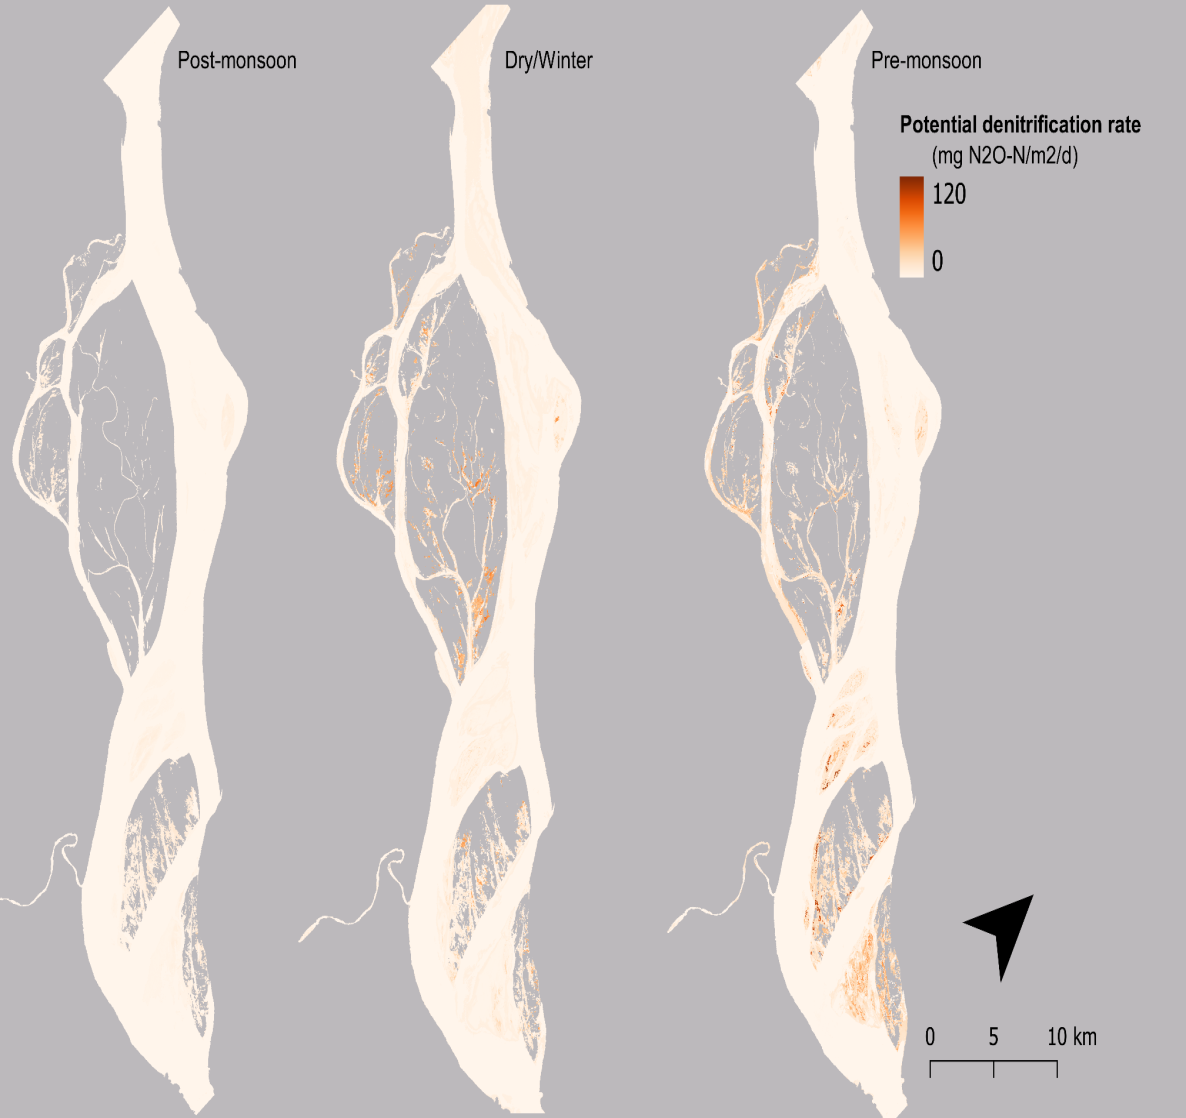 Post-monsoon
Dry/Winter
Pre-monsoon
Potential denitrification rate
(mg N2O-N/m2/d)
120
0
0 5 10 km